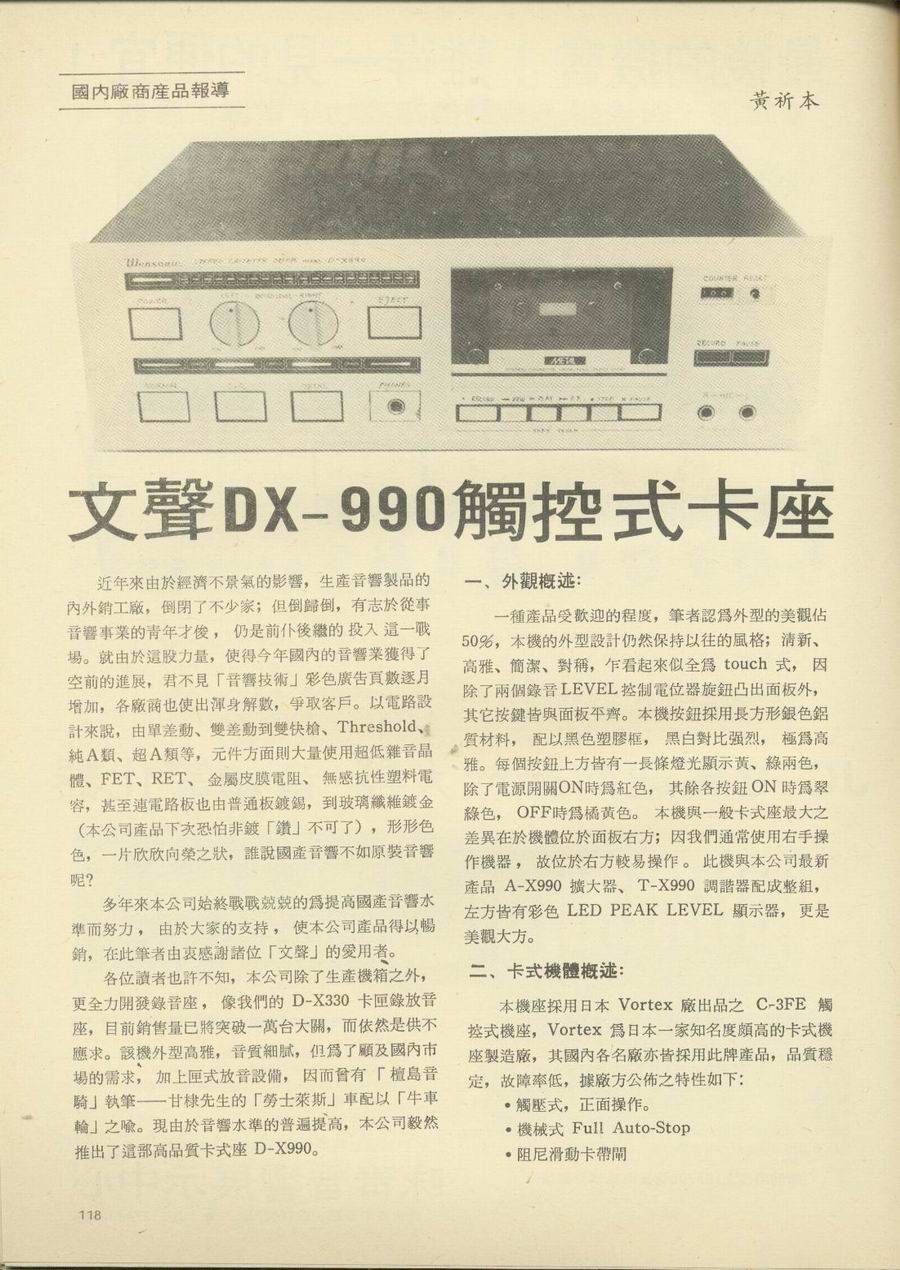 國內廠商產品報導
黃祈本
STEREO CASSETTE DECK MODEL D-X990
POWER
LEFT
RIGHT
EJECT
COUNTER RESET
RECORD PAUSE
METAL
NORMAL
METAL
PHONES
文聲DX-990觸控式卡座
近年來由於經濟不景氣的影響，生產音響製品的
內外銷工廠，倒閉了不少家；但倒歸倒，有志於從事
音響事業的青年才俊，仍是前仆後繼的投入這一戰
場。就由於這股力量，使得今年國內的音響業獲得了
空前的進展，君不見「音響技術」彩色廣告頁數逐月
增加，各廠商也使出渾身解數，爭取客戶。以電路設
計來說，由單差動、雙差動到雙快槍、Threshold、
純A類、超A類等，元件方面則大量使用超低雜音晶
體、FET、RET、金屬皮膜電阻、無感抗性塑料電
容，甚至連電路板也由普通板鍍錫，到玻璃纖維鍍金
（本公司產品下次恐怕非鍍「鑽」不可了），形形色
色，一片欣欣向榮之狀，誰說國產音響不如原裝音響
呢？
多年來本公司始終戰戰兢兢的爲提高國產音響水
準而努力，由於大家的支持，使本公司產品得以暢
銷，在此筆者由衷感謝諸位「文聲」的愛用者。
各位讀者也許不知，本公司除了生產機箱之外，
更全力開發錄音座，像我們的 D-X330 卡匣錄放音
座，目前銷售量已將突破一萬台大關，而依然是供不
應求。該機外型高雅，音質細膩，但爲了顧及國內市
場的需求，加上匣式放音設備，因而曾有「檀島音
騎」執筆——甘棣先生的「勞士萊斯」車配以「牛車
輪」之喩。現由於音響水準的普遍提高，本公司毅然
推出了這部高品質卡式座 D-X990。
一、外觀槪述：
一種產品受歡迎的程度，筆者認爲外型的美觀佔
50％，本機的外型設計仍然保持以往的風格；清新、
高雅、簡潔、對稱，乍看起來似全爲 touch 式，因
除了兩個錄音LEVEL控制電位器旋鈕凸出面板外，
其它按鍵皆與面板平齊。本機按鈕採用長方形銀色鋁
質材料，配以黑色塑膠框，黑白對比强烈，極爲高
雅。每個按鈕上方皆有一長條燈光顯示黃、綠兩色，
除了電源開關ON時爲紅色，其餘各按鈕ON時爲翠
綠色，OFF時爲橘黃色。本機與一般卡式座最大之
差異在於機體位於面板右方；因我們通常使用右手操
作機器，故位於右方較易操作。此機與本公司最新
產品 A-X990 擴大器、T-X990 調諧器配成整組，
左方皆有彩色 LED PEAK LEVEL 顯示器，更是
美觀大方。
二、卡式機體槪述：
本機座採用日本 Vortex 廠出品之 C-3FE 觸
控式機座，Vortex 爲日本一家知名度頗高的卡式機
座製造廠，其國內各名廠亦皆採用此牌產品，品質穩
定，故障率低，據廠方公佈之特性如下：
•觸壓式，正面操作。
•機械式 Full Auto-Stop
•阻尼滑動卡帶閘
118